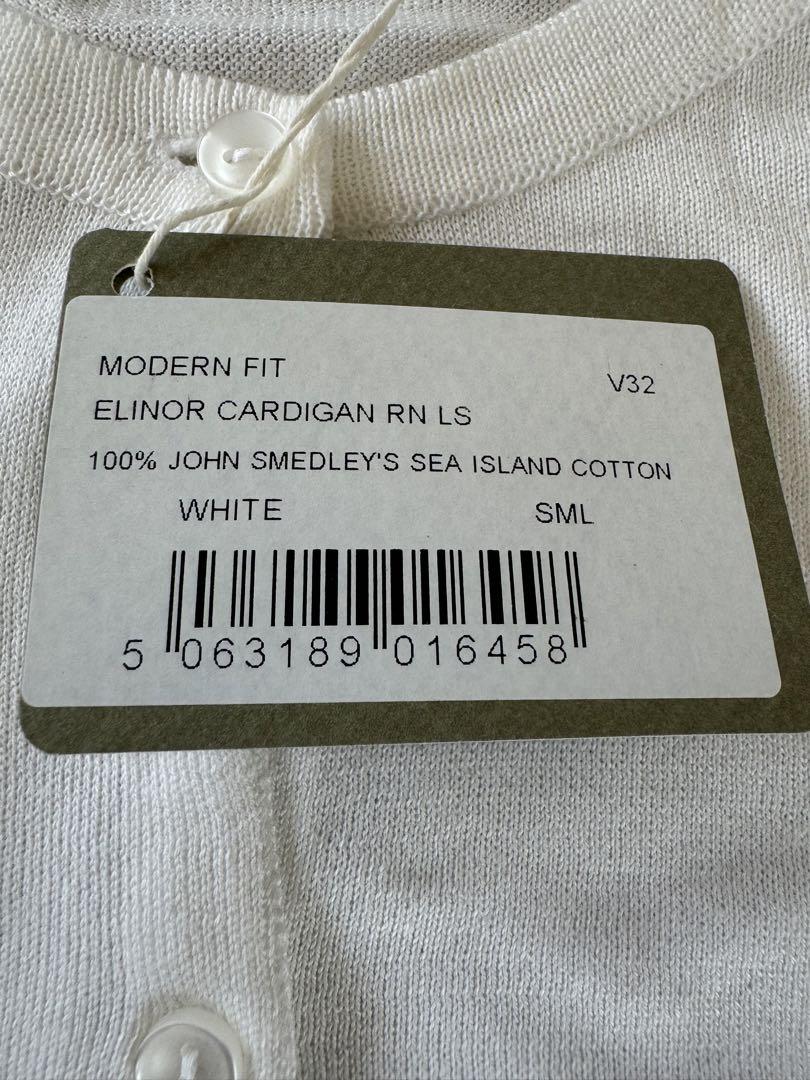 MODERN FIT
V32
ELINOR CARDIGAN RN LS
100% JOHN SMEDLEY'S SEA ISLAND COTTON
WHITE SML
5 063189 016458